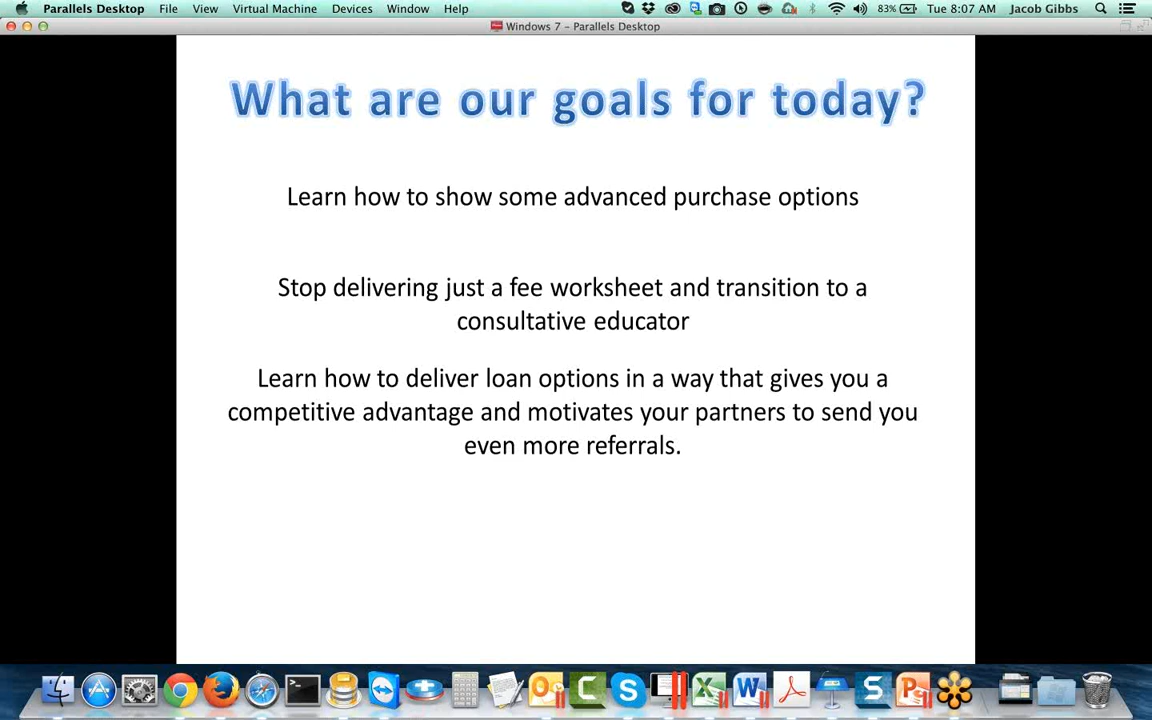 Parallels Desktop File View Virtual Machine Devices Window Help 83% Tue 8:07 AM Jacob Gibbs
Windows 7 - Parallels Desktop
What are our goals for today?
Learn how to show some advanced purchase options
Stop delivering just a fee worksheet and transition to a
consultative educator
Learn how to deliver loan options in a way that gives you a
competitive advantage and motivates your partners to send you
even more referrals.